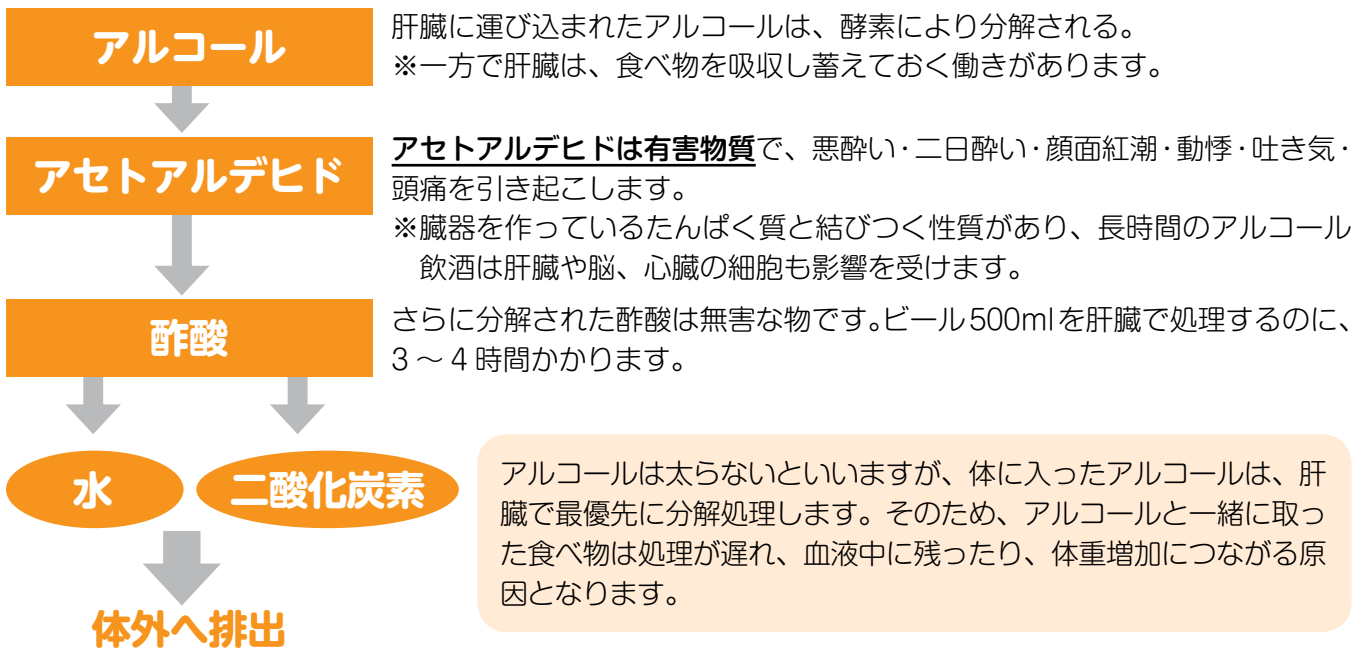 アルコール
肝臓に運び込まれたアルコールは、酵素により分解される。
※一方で肝臓は、食べ物を吸収し蓄えておく働きがあります。
アセトアルデヒド
アセトアルデヒドは有害物質で、悪酔い・二日酔い・顔面紅潮・動悸・吐き気・
頭痛を引き起こします。
※臓器を作っているたんぱく質と結びつく性質があり、長時間のアルコール
飲酒は肝臓や脳、心臓の細胞も影響を受けます。
酢酸
さらに分解された酢酸は無害な物です。ビール500mlを肝臓で処理するのに、
3～4時間かかります。
水
二酸化炭素
アルコールは太らないといいますが、体に入ったアルコールは、肝
臓で最優先に分解処理します。そのため、アルコールと一緒に取っ
た食べ物は処理が遅れ、血液中に残ったり、体重増加につながる原
因となります。
体外へ排出